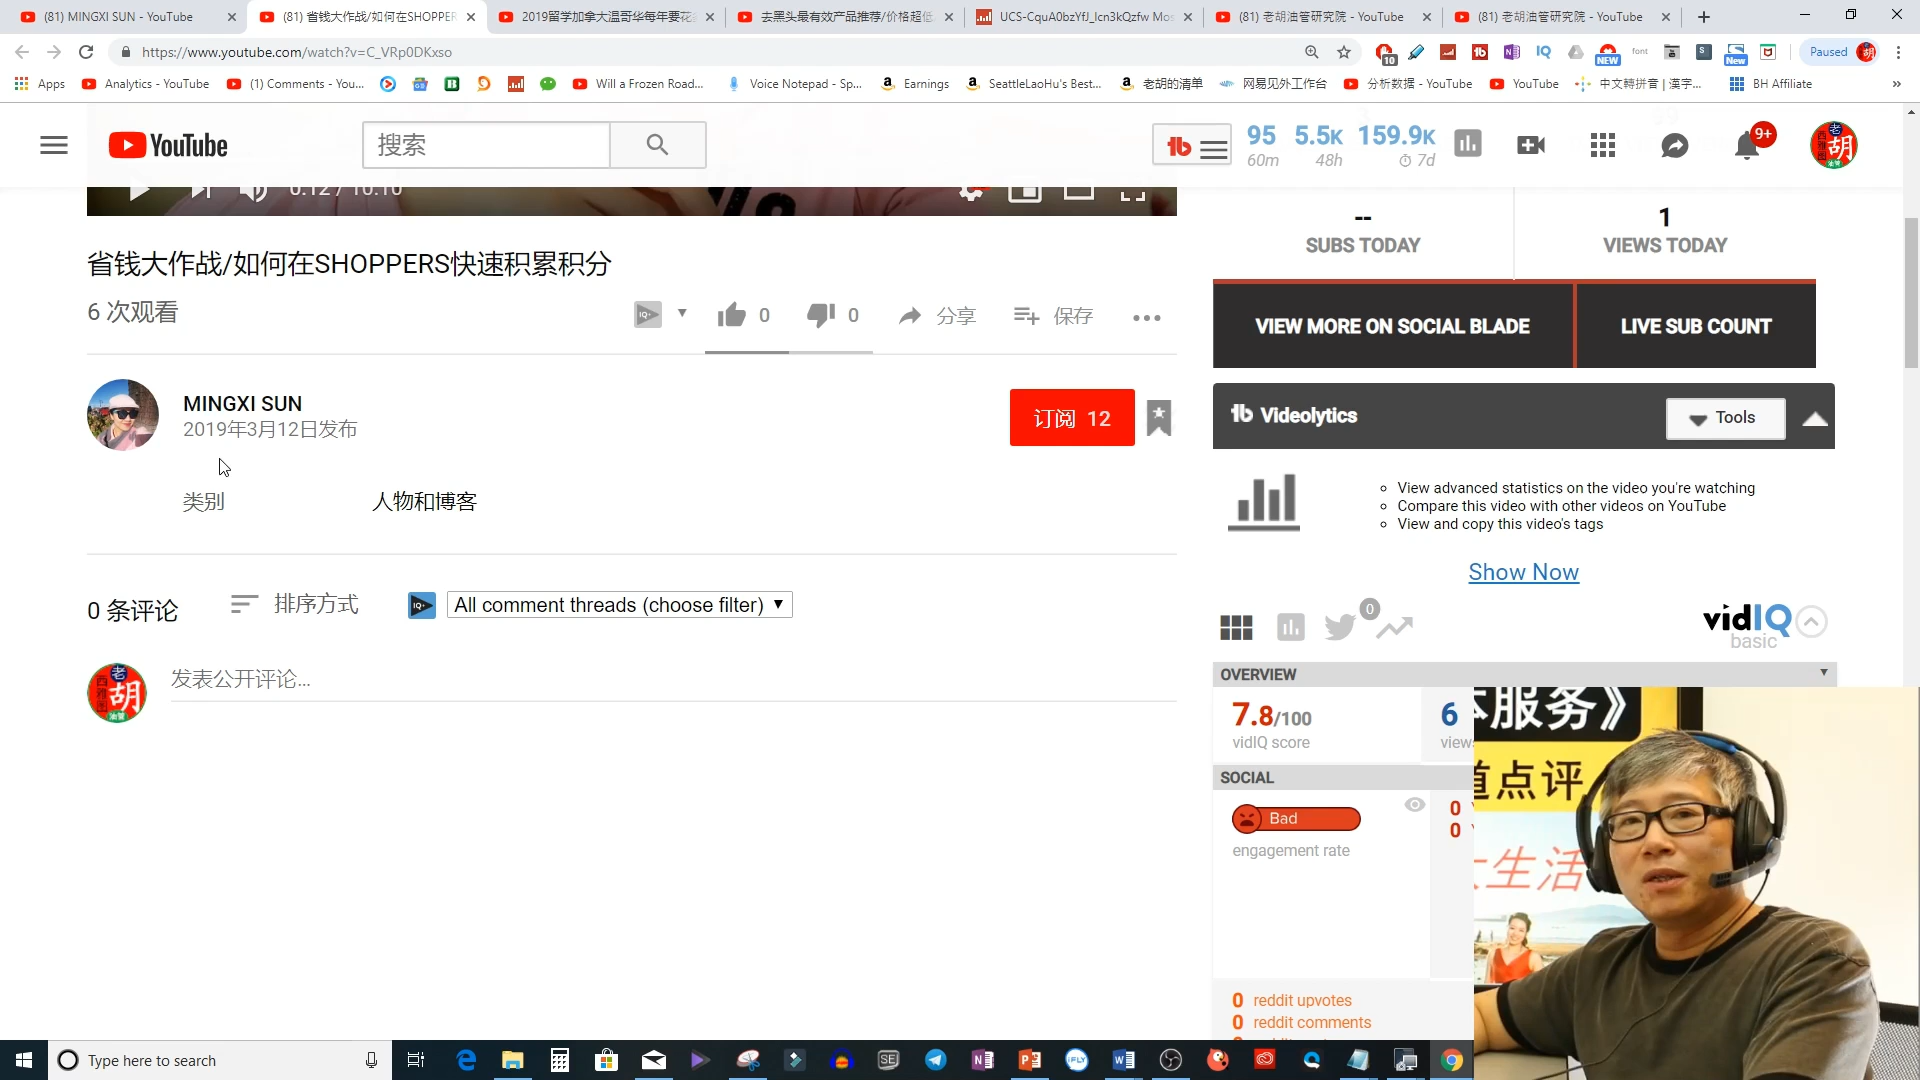 (81) MINGXI SUN - YouTube
(81) 省钱大作战/如何在SHOPPER
2019留学加拿大温哥华每年要花
去黑头最有效产品推荐/价格超低
UCS-CquA0bzYfJ_Icn3kQzfw Mos
(81) 老胡油管研究院 - YouTube
(81) 老胡油管研究院 - YouTube
https://www.youtube.com/watch?v=C_VRp0DKxso
10
IQ
NEW
font
New
Paused
Apps
Analytics - YouTube
(1) Comments - You...
Will a Frozen Road...
Voice Notepad - Sp...
Earnings
SeattleLaoHu's Best...
老胡的清单
网易见外工作台
分析数据 - YouTube
YouTube
中文轉拼音 | 漢字...
BH Affiliate
YouTube
搜索
95 60m
5.5K 48h
159.9K 7d
9+
0:12 / 10:10
省钱大作战/如何在SHOPPERS快速积累积分
6 次观看
0
0
分享
保存
MINGXI SUN
2019年3月12日发布
订阅 12
类别
人物和博客
0 条评论
排序方式
All comment threads (choose filter)
发表公开评论...
--
SUBS TODAY
1
VIEWS TODAY
VIEW MORE ON SOCIAL BLADE
LIVE SUB COUNT
Videolytics
Tools
View advanced statistics on the video you're watching
Compare this video with other videos on YouTube
View and copy this video's tags
Show Now
0
vidIQ
basic
OVERVIEW
7.8/100
vidIQ score
6
view
SOCIAL
Bad
engagement rate
0
0
0 reddit upvotes
0 reddit comments
服务》
道点评
生活
Type here to search